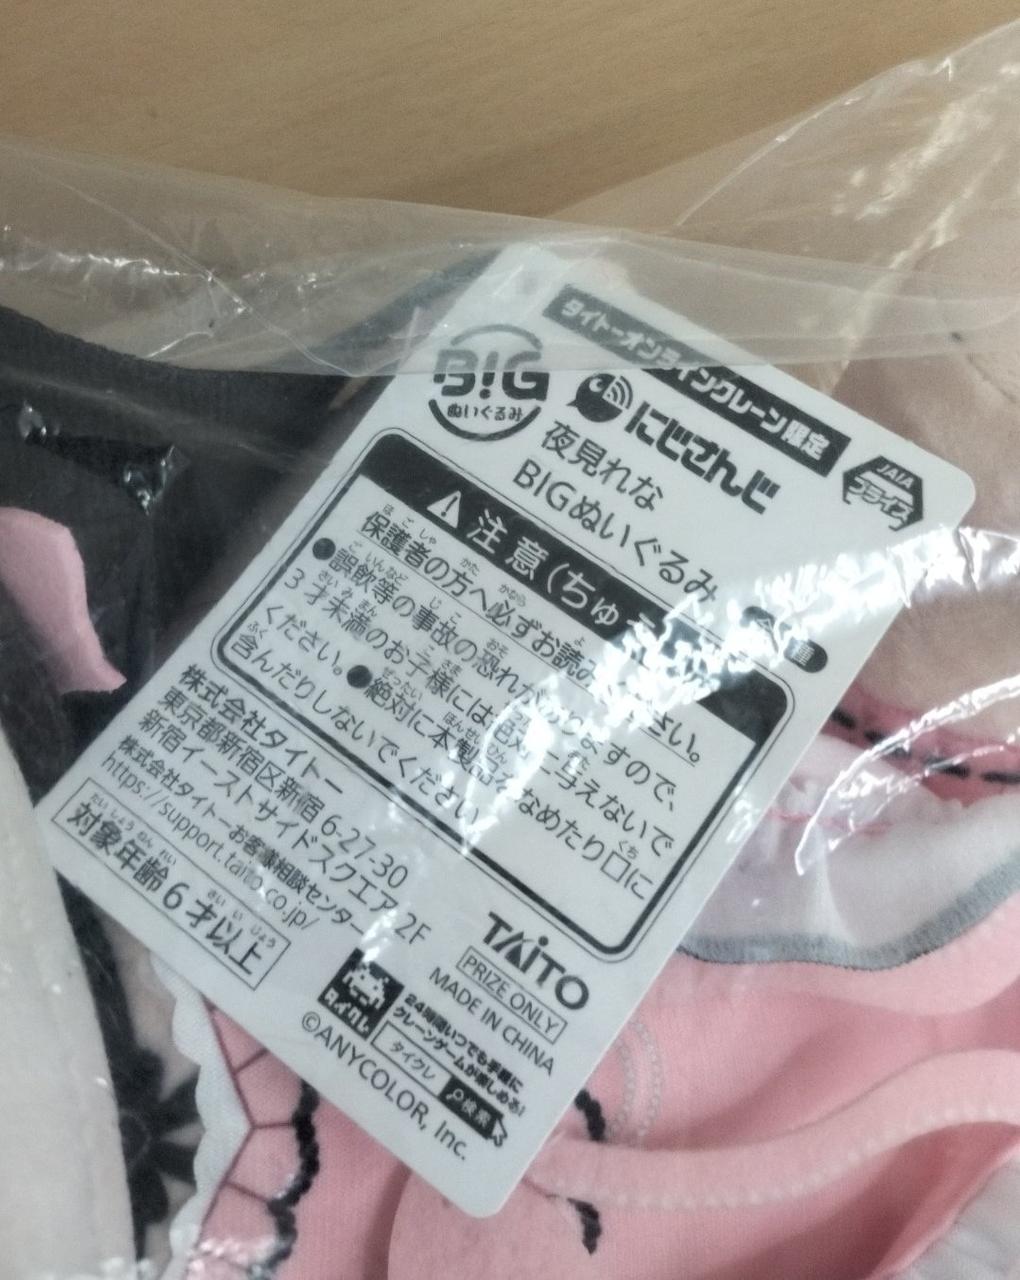 タイトーオンラインクレーン限定
BIG
ぬいぐるみ
にじさんじ
JAIA
プライズ
夜見れな
BIGぬいぐるみ
注意(ちゅ
保護者の方へ必ずお読み さい。
●誤飲等の事故の恐れが ありますので、
3才未満のお子様には絶対に与えないで
ください。●絶対に本製品をなめたり口に
含んだりしないでください。
株式会社タイトー
東京都新宿区新宿6-27-30
新宿イーストサイドスクエア 2F
株式会社タイトーお客様相談センター
https://support.taito.co.jp/
対象年齢6才以上
TAITO
PRIZE ONLY
MADE IN CHINA
タイクレ
24時間いつでも手軽に
クレーンゲームが楽しめる!
タイクレ 検索
©ANYCOLOR, Inc.